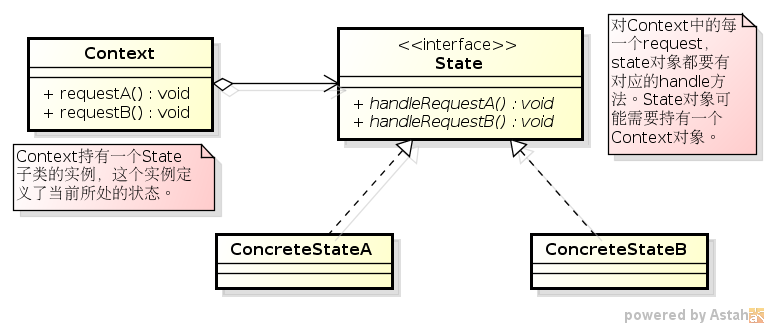 Context
+ requestA() : void
+ requestB() : void
<<interface>>
State
+ handleRequestA() : void
+ handleRequestB() : void
对Context中的每
一个request,
state对象都要有
对应的handle方
法。State对象可
能需要持有一个
Context对象。
Context持有一个State
子类的实例，这个实例定
义了当前所处的状态。
ConcreteStateA
ConcreteStateB
powered by Astah